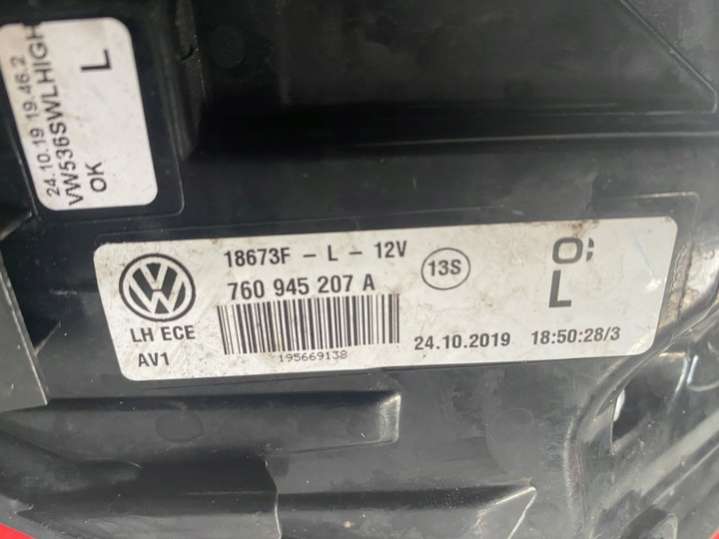 24.10.19 19.46.2
VW536SWLHIGH
OK
L
18673F - L - 12V
760 945 207 A
13S
LH ECE
AV1
195669138
24.10.2019 18:50:28/3
L